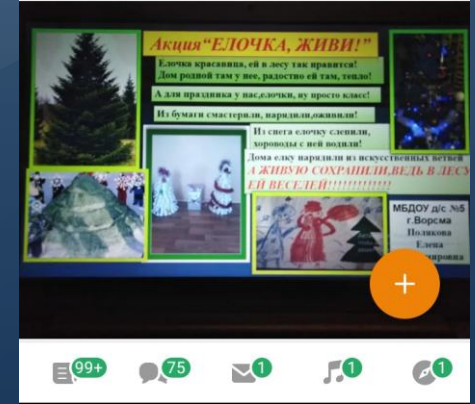 Акция“ЕЛОЧКА, ЖИВИ!”
Елочка красавица, ей в лесу так нравится!
Дом родной там у нее, радостно ей там, тепло!
А для праздника у нас,елочки, ну просто класс!
Из бумаги смастерили, нарядили,оживили!
Из снега елочку слепили,
хороводы с ней водили!
Дома елку нарядили из искусственных ветвей
А ЖИВУЮ СОХРАНИЛИ,ВЕДЬ В ЛЕСУ
ЕЙ ВЕСЕЛЕЙ!!!!!!!!!!!!!
МБДОУ д/с №5
г.Ворсма
Полякова
Елена
99+
75
1
1
1